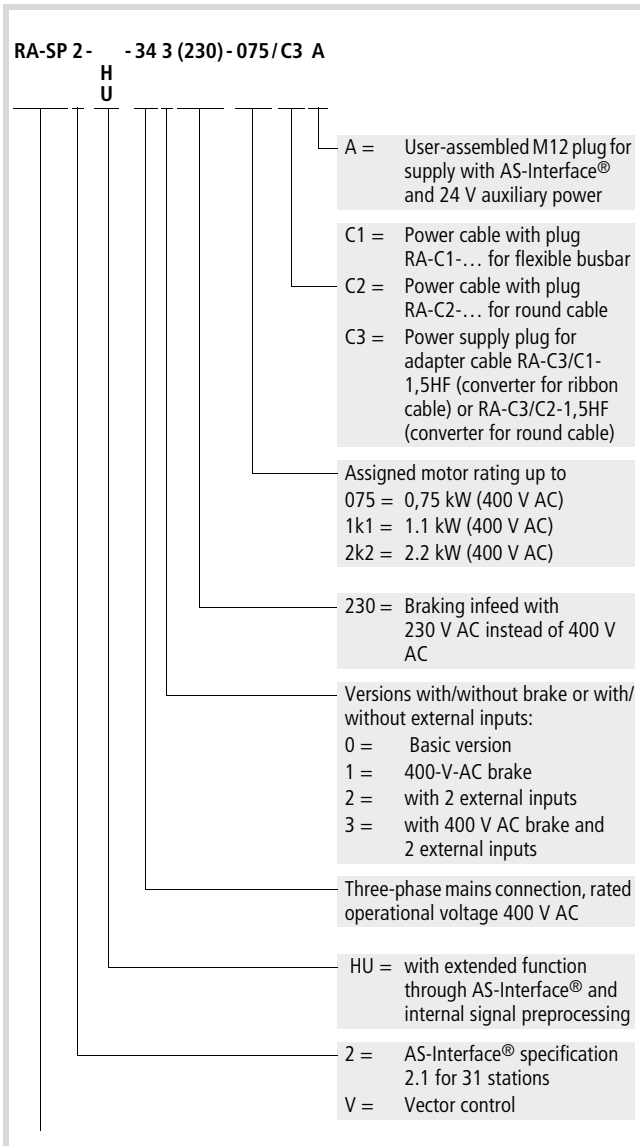 RA-SP 2 - - 34 3 (230) - 075 / C3 A
H
U
A = User-assembled M12 plug for
supply with AS-Interface®
and 24 V auxiliary power
C1 = Power cable with plug
RA-C1-… for flexible busbar
C2 = Power cable with plug
RA-C2-… for round cable
C3 = Power supply plug for
adapter cable RA-C3/C1-
1,5HF (converter for ribbon
cable) or RA-C3/C2-1,5HF
(converter for round cable)
Assigned motor rating up to
075 = 0,75 kW (400 V AC)
1k1 = 1.1 kW (400 V AC)
2k2 = 2.2 kW (400 V AC)
230 = Braking infeed with
230 V AC instead of 400 V
AC
Versions with/without brake or with/
without external inputs:
0 = Basic version
1 = 400-V-AC brake
2 = with 2 external inputs
3 = with 400 V AC brake and
2 external inputs
Three-phase mains connection, rated
operational voltage 400 V AC
HU = with extended function
through AS-Interface® and
internal signal preprocessing
2 = AS-Interface® specification
2.1 for 31 stations
V = Vector control